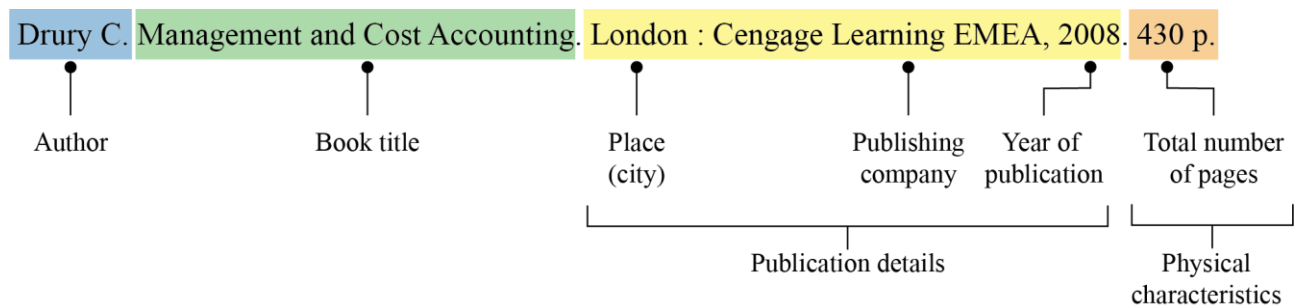 Drury C. Management and Cost Accounting. London : Cengage Learning EMEA, 2008. 430 p.
Author
Book title
Place
(city)
Publishing
company
Year of
publication
Total number
of pages
Publication details
Physical
characteristics